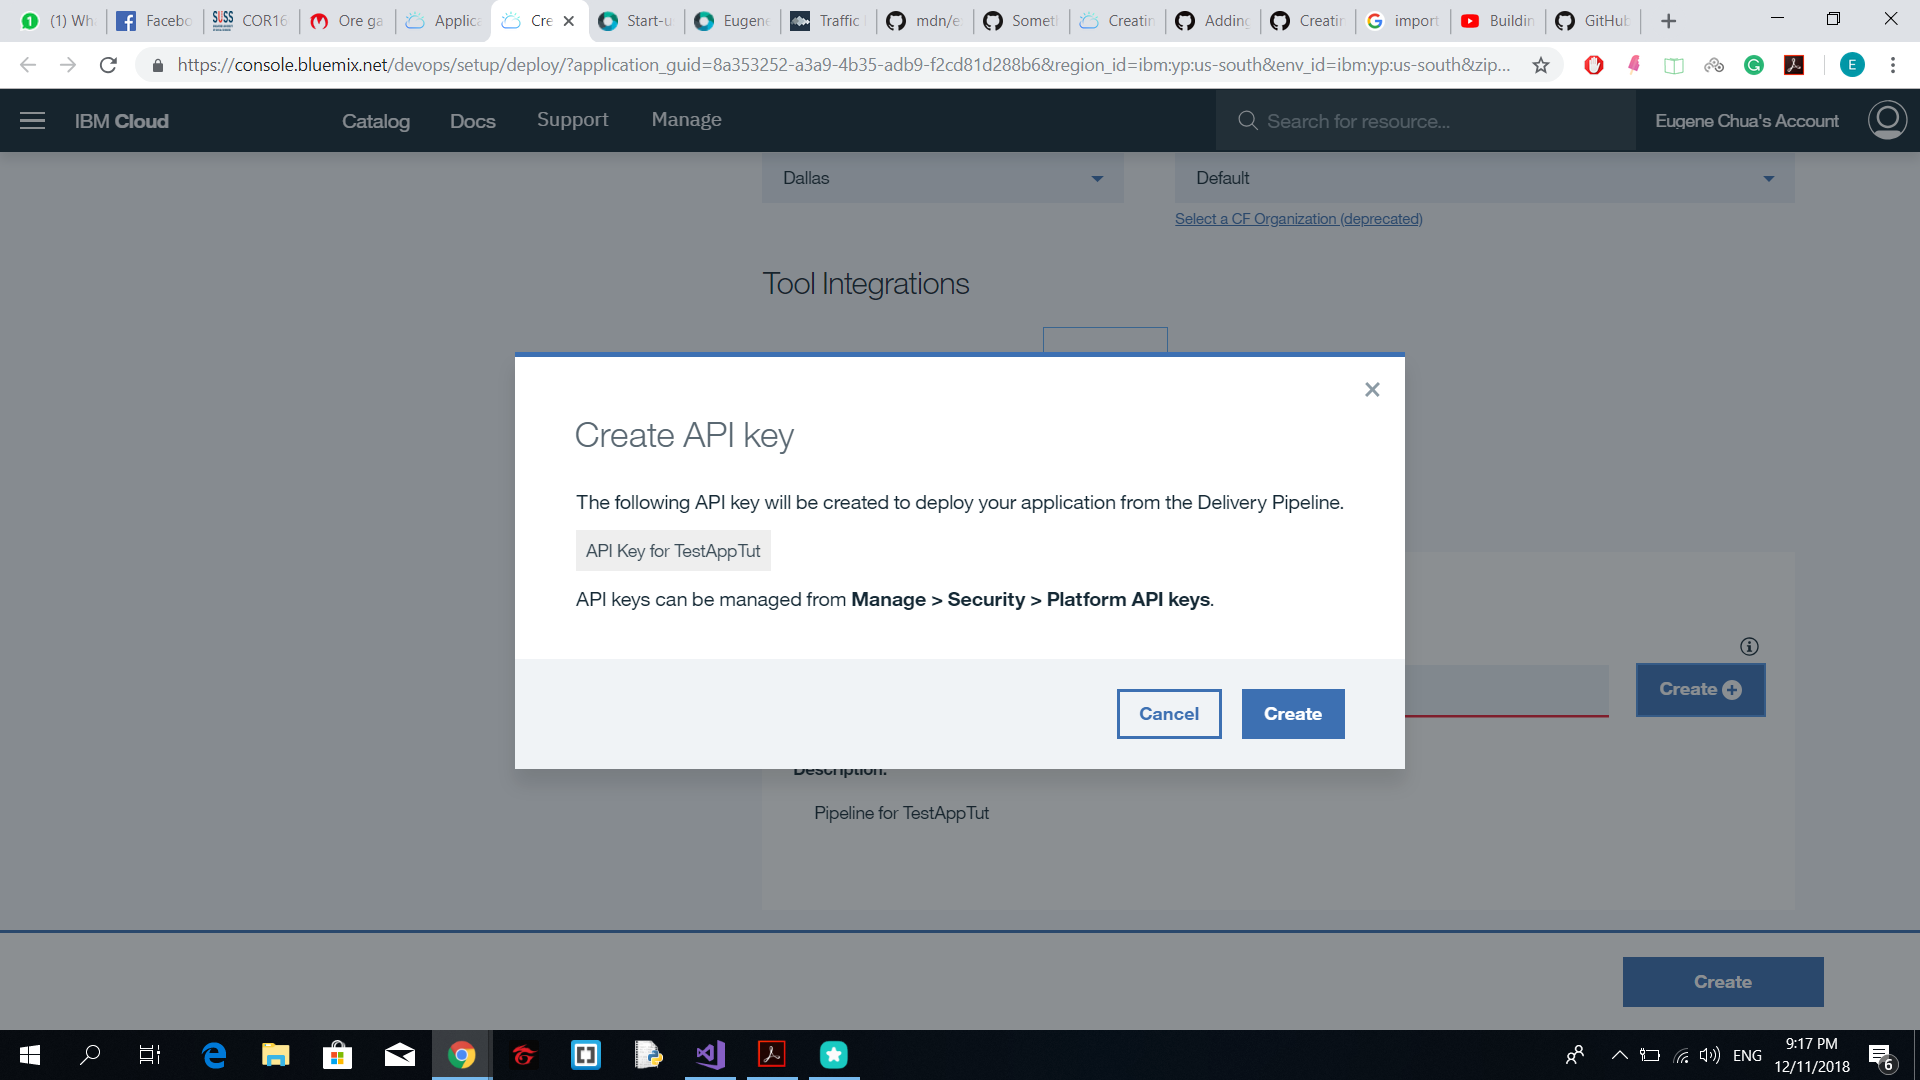 (1) Wh
Facebo
SUSS
COR16
Ore ga
Applica
Cre
Start-u
Eugene
Traffic
mdn/e
Someth
Creatin
Adding
Creatin
import
Buildin
GitHub
https://console.bluemix.net/devops/setup/deploy/?application_guid=8a353252-a3a9-4b35-adb9-f2cd81d288b6&region_id=ibm:yp:us-south&env_id=ibm:yp:us-south&zip...
E
IBM Cloud
Catalog
Docs
Support
Manage
Search for resource...
Eugene Chua's Account
Dallas
Default
Select a CF Organization (deprecated)
Tool Integrations
Create API key
The following API key will be created to deploy your application from the Delivery Pipeline.
API Key for TestAppTut
API keys can be managed from Manage > Security > Platform API keys.
Create
Cancel
Create
Description:
Pipeline for TestAppTut
Create
ENG
9:17 PM
12/11/2018
6